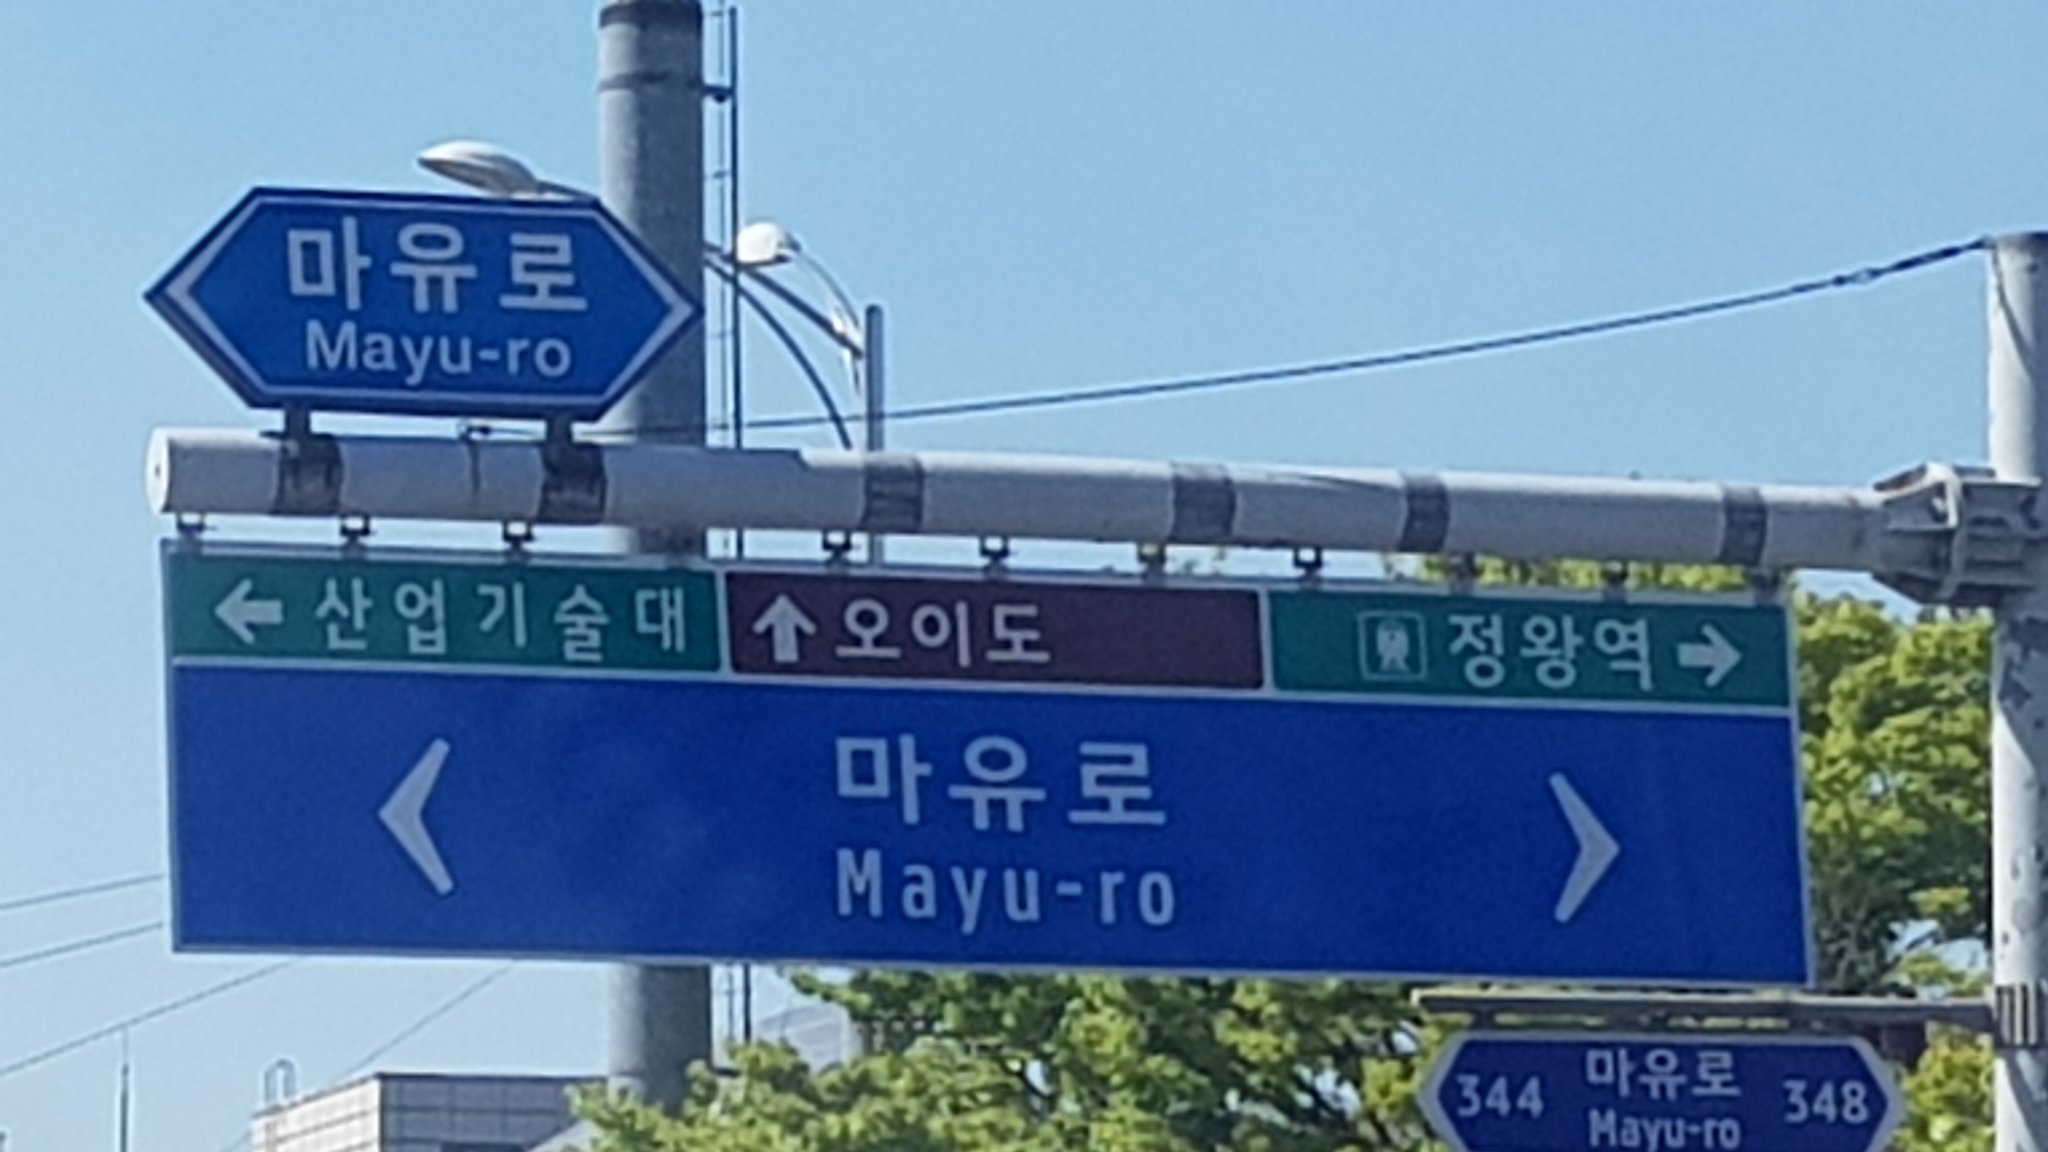 마유로
Mayu-ro
← 산업기술대 ↑ 오이도 정왕역 →
마유로
Mayu-ro
344 마유로 348
Mayu-ro